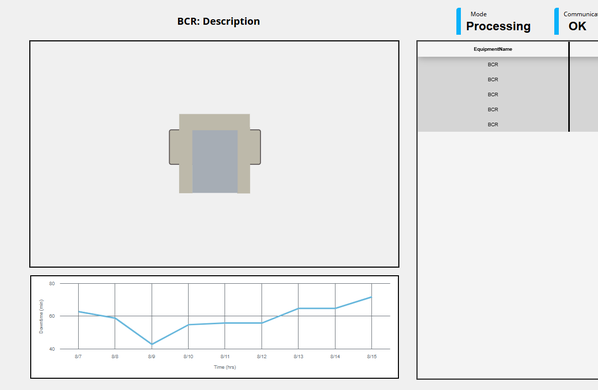 BCR: Description
Mode
Processing
Communica
OK
EquipmentName
BCR
BCR
BCR
BCR
BCR
Downtime (min)
80
60
40
8/7
8/8
8/9
8/10
8/11
8/12
8/13
8/14
8/15
Time (hrs)